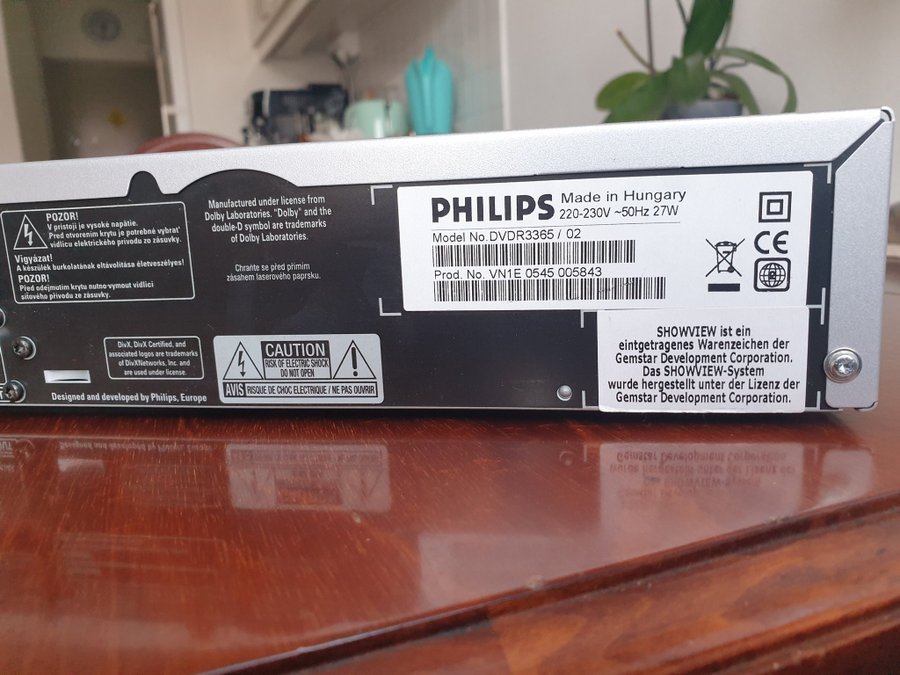 POZOR!
V pristoji je vysoké napätie.
Pred otvorením krytu je potrebné vybrat'
vidlicu elektrického prívodu zo zásuvky.
Vigyázat!
A készülék burkolatának eltávolítása életveszélyes!
POZOR!
Před odejmutím krytu nutno vymout vidlici
síťového přívodu ze zásuvky.
Manufactured under license from
Dolby Laboratories. "Dolby" and the
double-D symbol are trademarks
of Dolby Laboratories.
Chraňte se před přímim
zásahem laserového paprsku.
PHILIPS Made in Hungary
220-230V ~50Hz 27W
Model No.DVDR3365 / 02
Prod. No. VN1E 0545 005843
CE
DivX, DivX Certified, and
associated logos are trademarks
of DivXNetworks, Inc. and
are used under license.
Designed and developed by Philips, Europe
CAUTION
RISK OF ELECTRIC SHOCK
DO NOT OPEN
AVIS RISQUE DE CHOC ELECTRIQUE / NE PAS OUVRIR
SHOWVIEW ist ein
eintgetragenes Warenzeichen der
Gemstar Development Corporation.
Das SHOWVIEW-System
wurde hergestellt unter der Lizenz der
Gemstar Development Corporation.